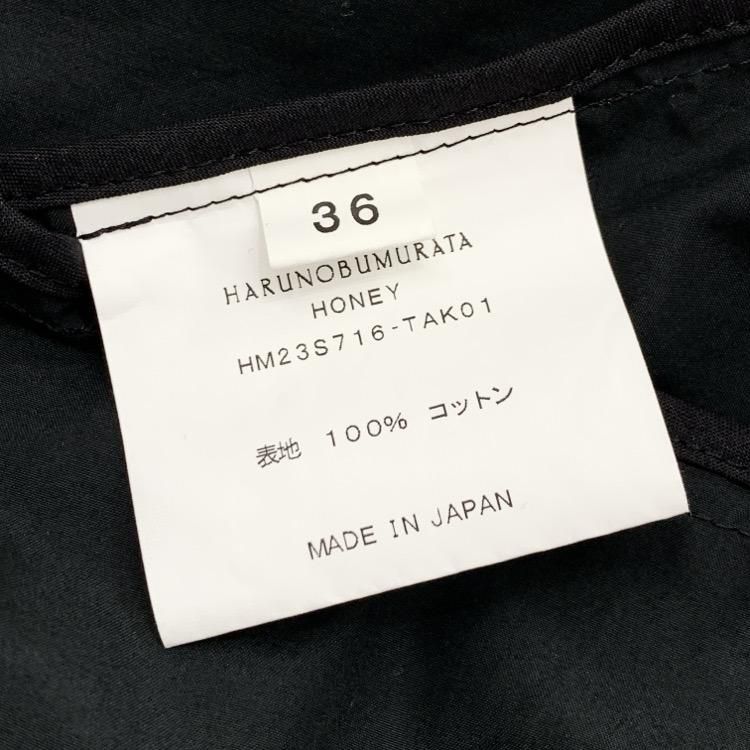 36
HARUNOBUMURATA
HONEY
HM23S716-TAK01
表地 100% コットン
MADE IN JAPAN